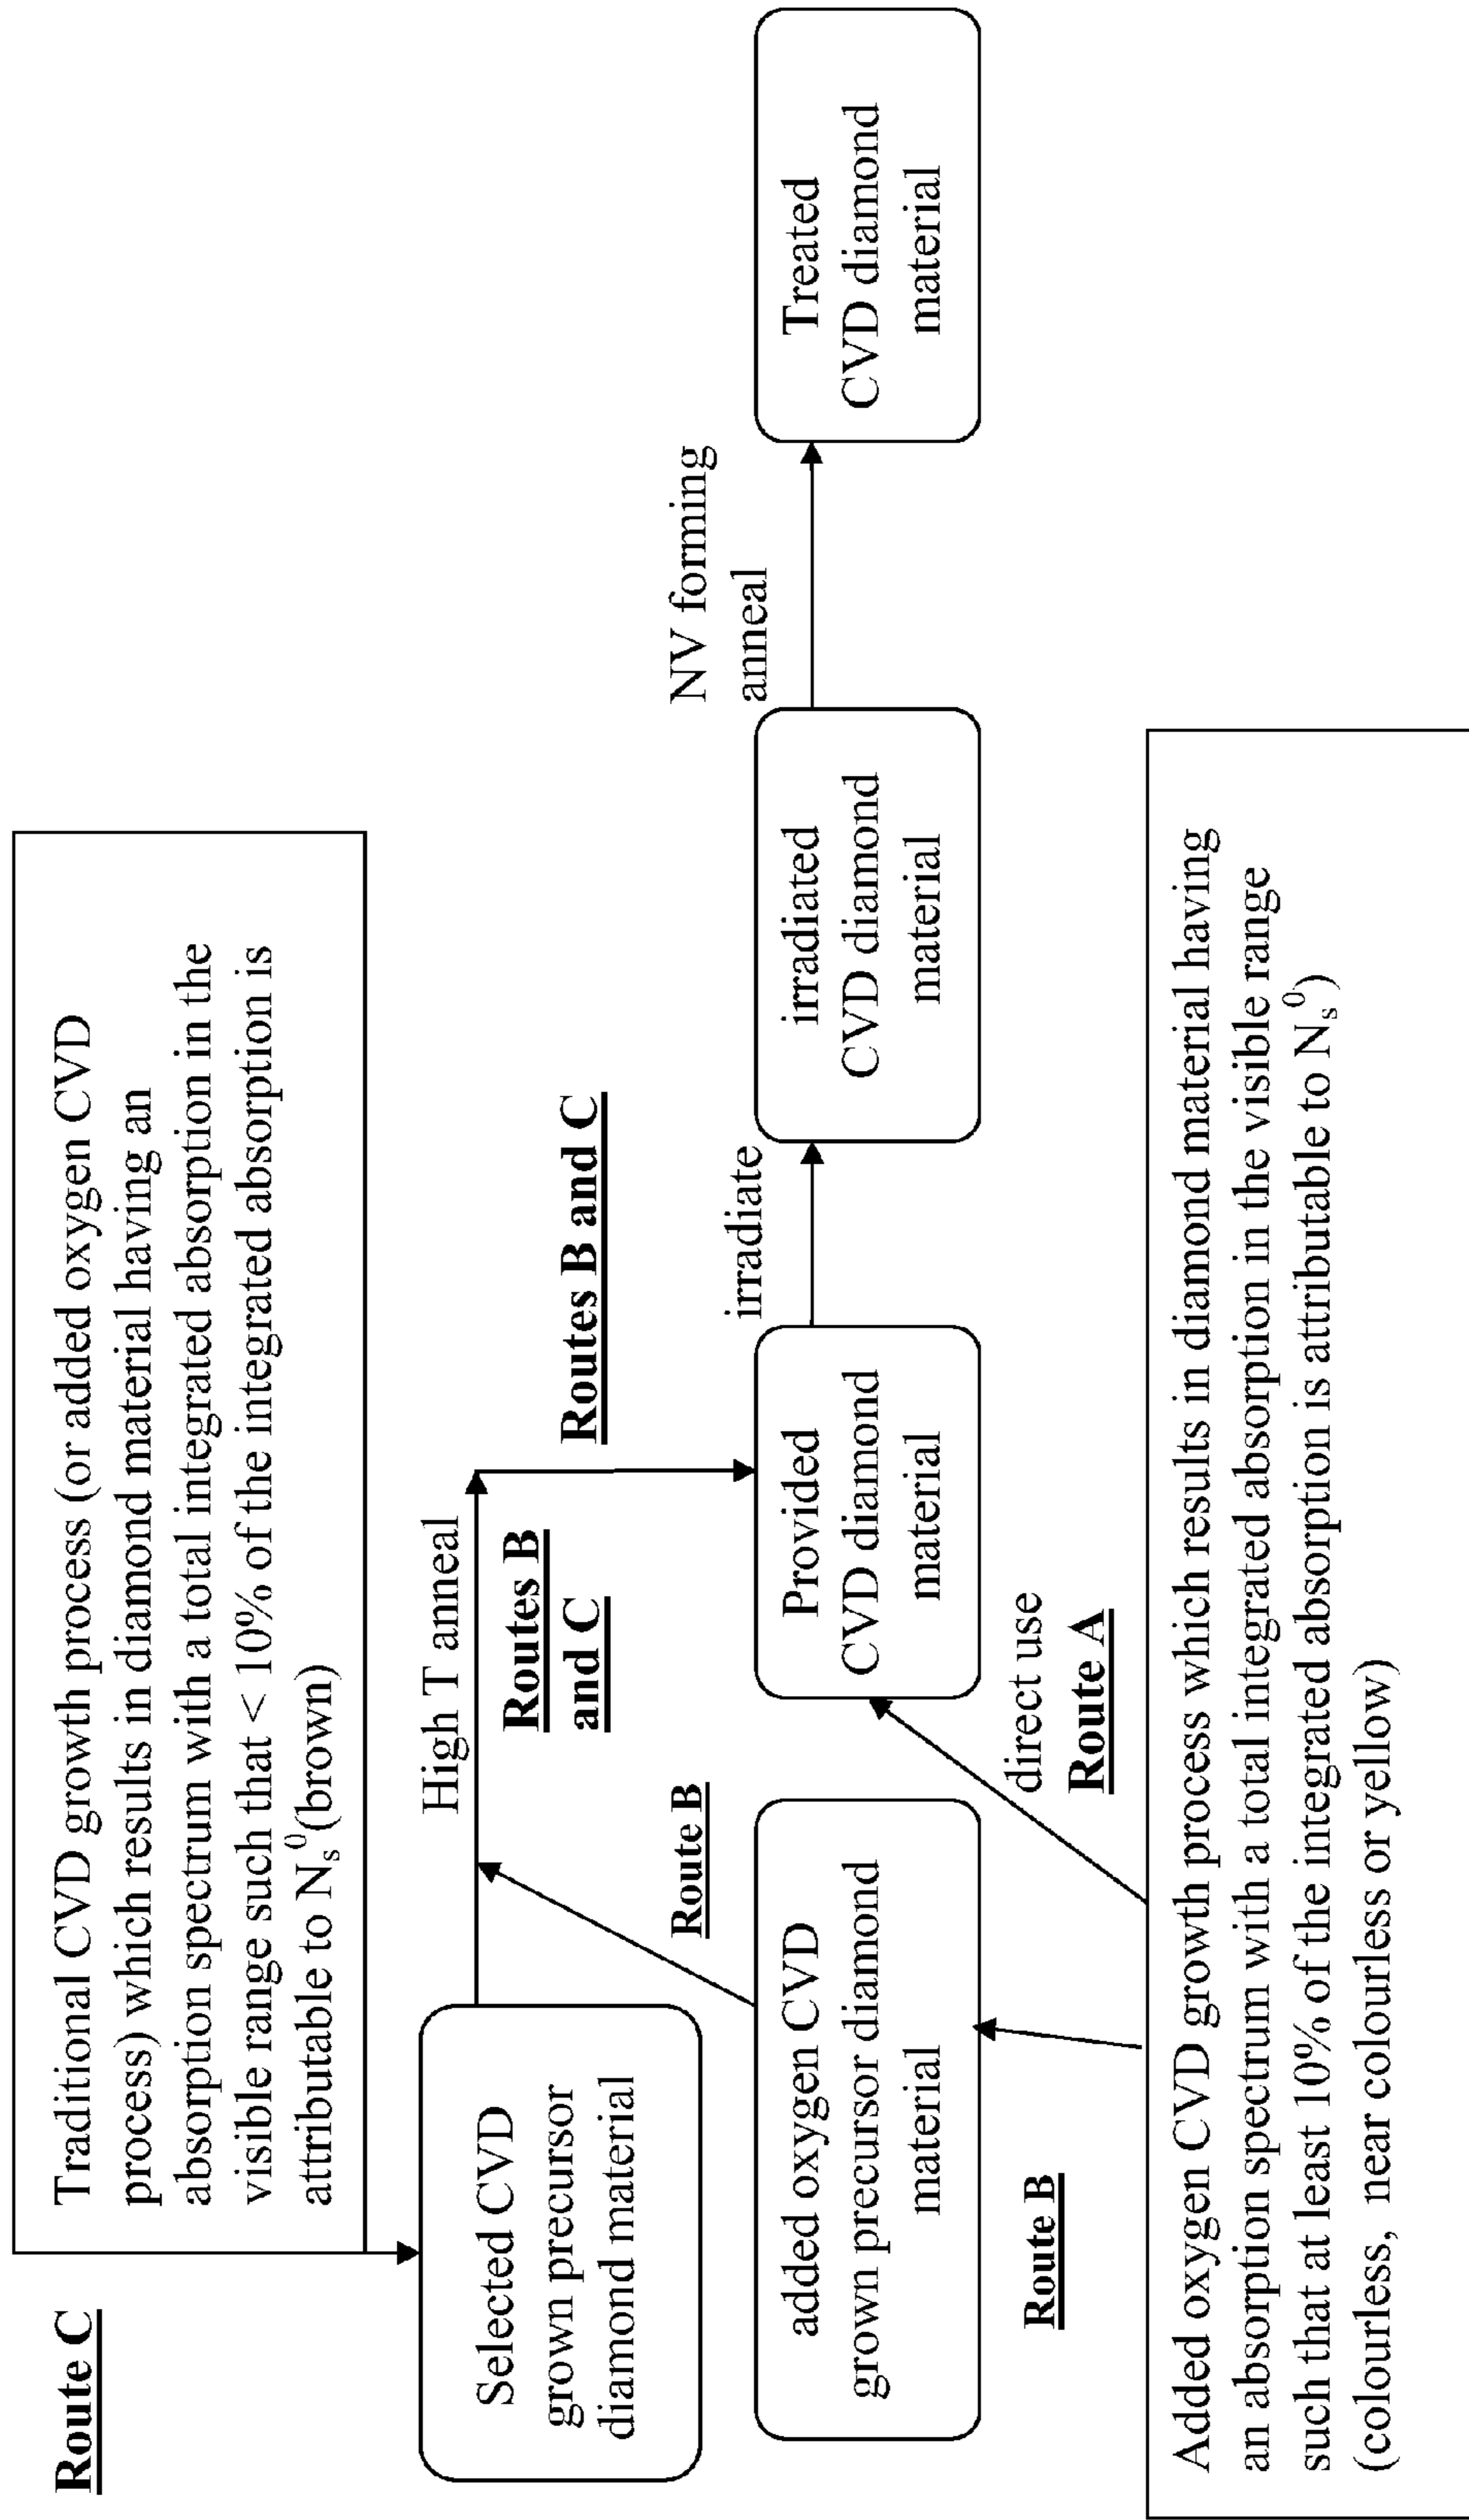 Route C
Traditional CVD growth process (or added oxygen CVD
process) which results in diamond material having an
absorption spectrum with a total integrated absorption in the
visible range such that < 10% of the integrated absorption is
attributable to Nₛ⁰(brown)
Selected CVD
grown precursor
diamond material
High T anneal
Routes B
and C
Routes B and C
Route B
added oxygen CVD
grown precursor diamond
material
Provided
CVD diamond
material
irradiate
irradiated
CVD diamond
material
NV forming
anneal
Treated
CVD diamond
material
Route B
direct use
Route A
Added oxygen CVD growth process which results in diamond material having
an absorption spectrum with a total integrated absorption in the visible range
such that at least 10% of the integrated absorption is attributable to Nₛ⁰)
(colourless, near colourless or yellow)